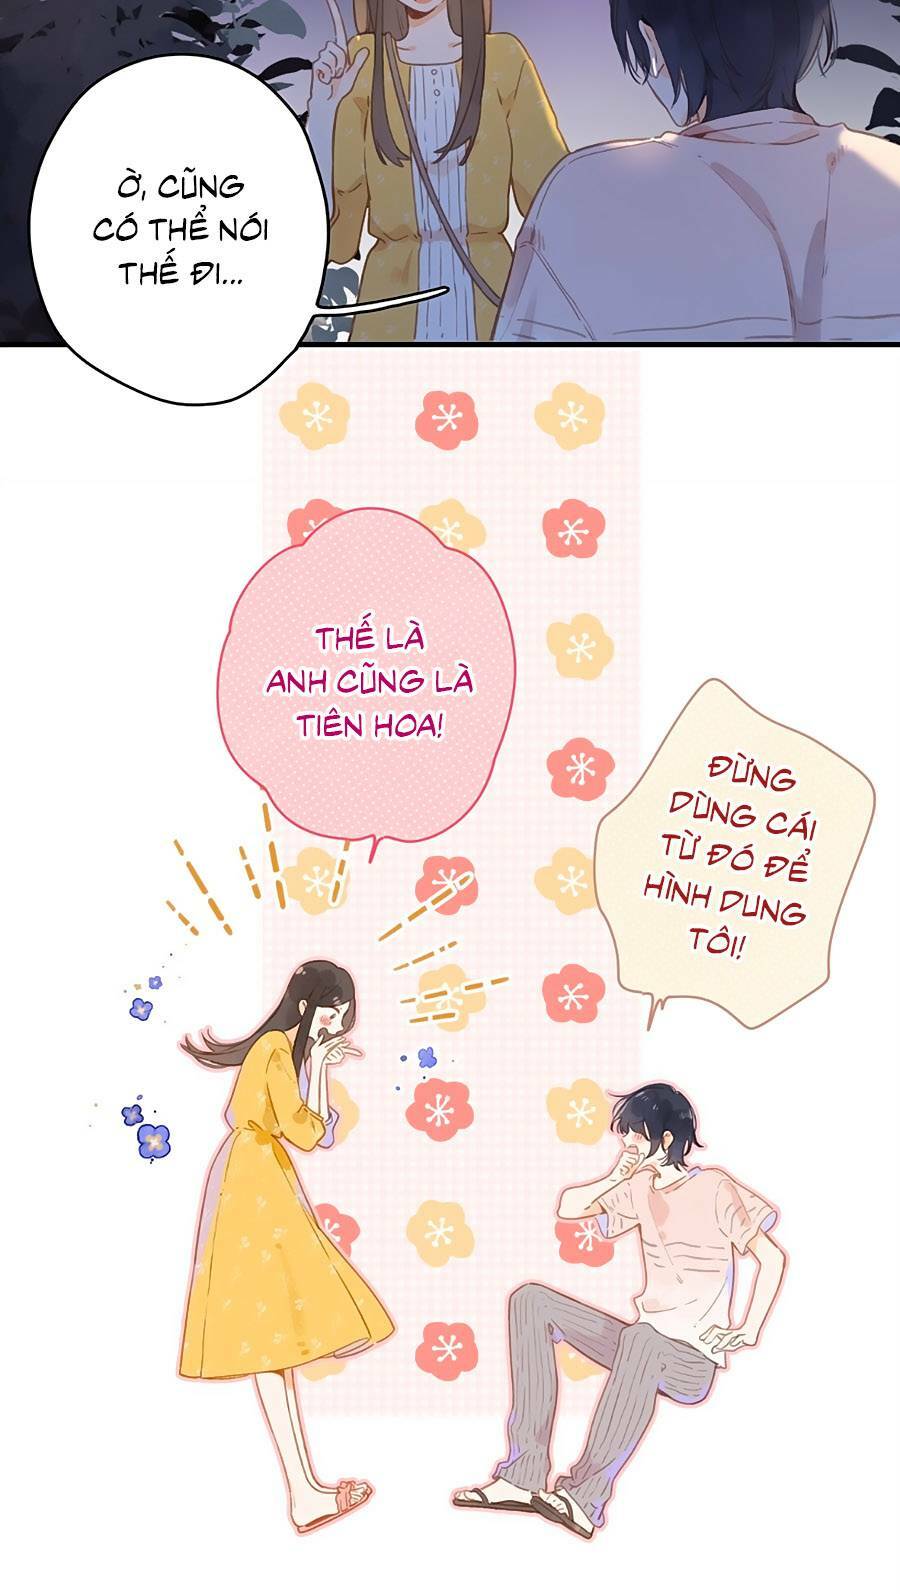 Ờ, CŨNG
CÓ THỂ NÓI
THẾ ĐI...
THẾ LÀ
ANH CŨNG LÀ
TIÊN HOA!
ĐỪNG
DÙNG CÁI
TỪ ĐÓ ĐỂ
HÌNH DUNG
TÔI!